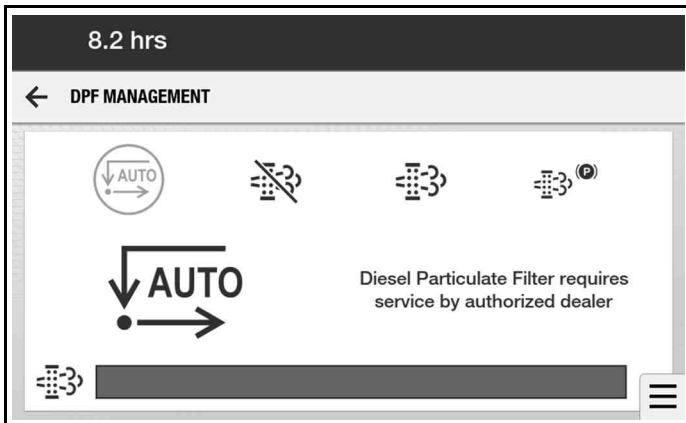 8.2 hrs
DPF MANAGEMENT
AUTO
P
AUTO
Diesel Particulate Filter requires
service by authorized dealer